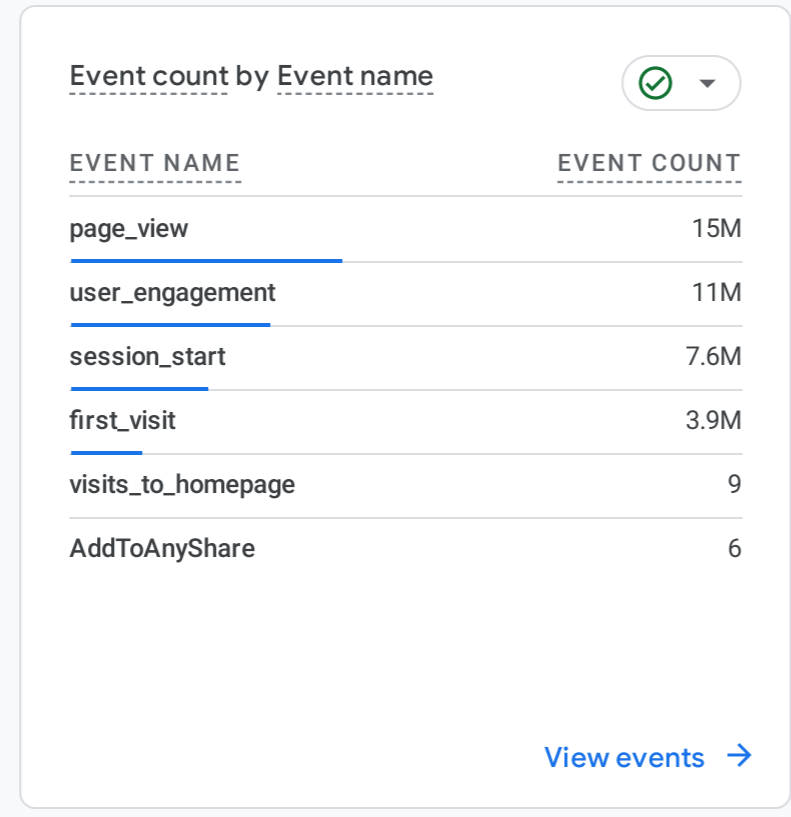 Event count by Event name
EVENT NAME EVENT COUNT
page_view 15M
user_engagement 11M
session_start 7.6M
first_visit 3.9M
visits_to_homepage 9
AddToAnyShare 6
View events